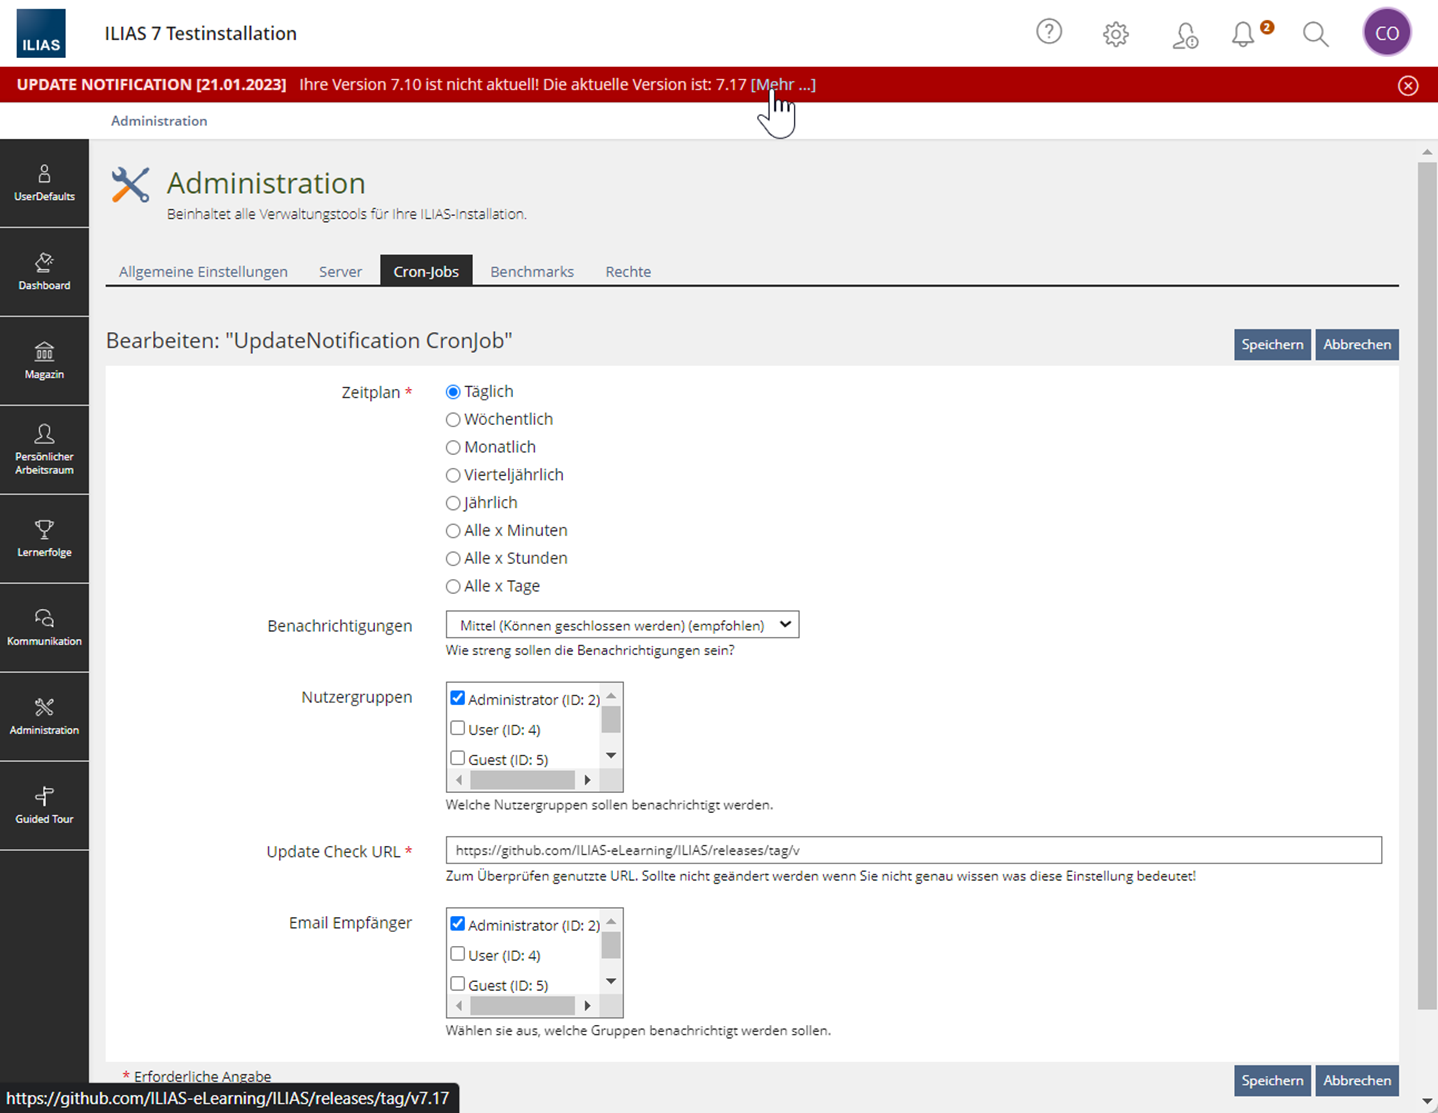 ILIAS
ILIAS 7 Testinstallation
2
CO
UPDATE NOTIFICATION [21.01.2023] Ihre Version 7.10 ist nicht aktuell! Die aktuelle Version ist: 7.17 [Mehr ...]
Administration
UserDefaults
Dashboard
Magazin
Persönlicher
Arbeitsraum
Lernerfolge
Kommunikation
Administration
Guided Tour
Administration
Beinhaltet alle Verwaltungstools für Ihre ILIAS-Installation.
Allgemeine Einstellungen Server Cron-Jobs Benchmarks Rechte
Bearbeiten: "UpdateNotification CronJob"
Speichern Abbrechen
Zeitplan *
Täglich
Wöchentlich
Monatlich
Vierteljährlich
Jährlich
Alle x Minuten
Alle x Stunden
Alle x Tage
Benachrichtigungen
Mittel (Können geschlossen werden) (empfohlen)
Wie streng sollen die Benachrichtigungen sein?
Nutzergruppen
Administrator (ID: 2)
User (ID: 4)
Guest (ID: 5)
Welche Nutzergruppen sollen benachrichtigt werden.
Update Check URL *
https://github.com/ILIAS-eLearning/ILIAS/releases/tag/v
Zum Überprüfen genutzte URL. Sollte nicht geändert werden wenn Sie nicht genau wissen was diese Einstellung bedeutet!
Email Empfänger
Administrator (ID: 2)
User (ID: 4)
Guest (ID: 5)
Wählen sie aus, welche Gruppen benachrichtigt werden sollen.
* Erforderliche Angabe
Speichern Abbrechen
https://github.com/ILIAS-eLearning/ILIAS/releases/tag/v7.17